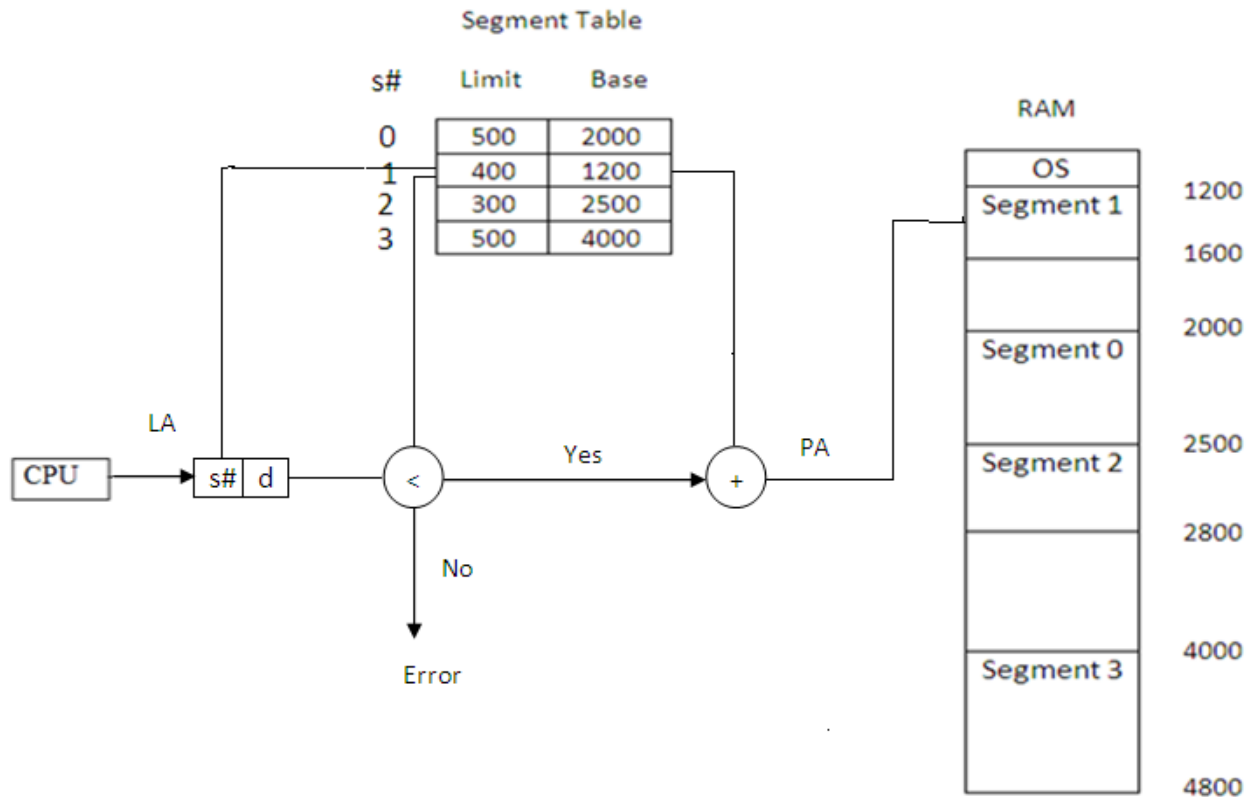 Segment Table
s# Limit Base
0 500 2000
1 400 1200
2 300 2500
3 500 4000
RAM
OS
1200
Segment 1
1600
2000
Segment 0
2500
Segment 2
2800
4000
Segment 3
4800
LA
CPU
s# d
<
Yes
+
PA
No
Error